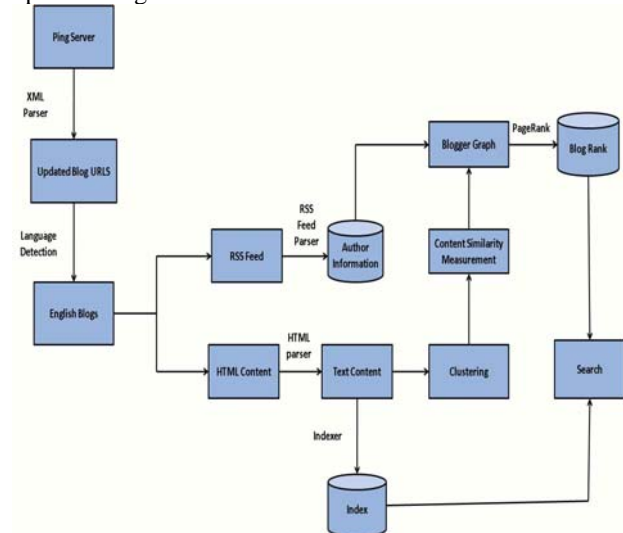 Ping Server
XML
Parser
Updated Blog URLS
Language
Detection
English Blogs
RSS Feed
RSS
Feed
Parser
Author
Information
Blogger Graph
PageRank
Blog Rank
Content Similarity
Measurement
HTML Content
HTML
parser
Text Content
Clustering
Search
Indexer
Index